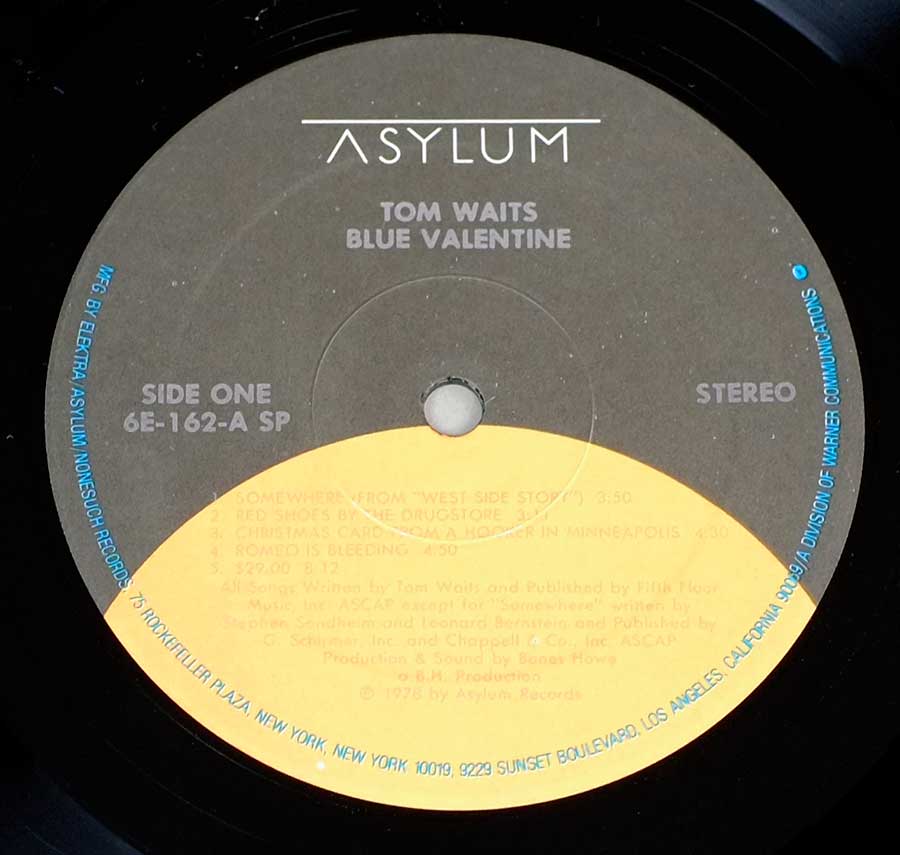 ASYLUM
TOM WAITS
BLUE VALENTINE
SIDE ONE
6E-162-A SP
STEREO
1. SOMEWHERE (FROM "WEST SIDE STORY") 3:50
2. RED SHOES BY THE DRUGSTORE
3. CHRISTMAS CARD FROM A HOOKER IN MINNEAPOLIS 4:30
4. ROMEO IS BLEEDING 4:50
5. $29.00 8:12
All Songs Written by Tom Waits and Published by Fifth Floor
Music, Inc. ASCAP except for "Somewhere" written by
Stephen Sondheim and Leonard Bernstein and Published by
G. Schirmer, Inc. and Chappell & Co., Inc. ASCAP
Production & Sound by Bones Howe
a B.H. Production
℗ 1978 by Asylum Records
MFG BY ELEKTRA/ASYLUM/NONESUCH RECORDS, 75 ROCKEFELLER PLAZA, NEW YORK, NEW YORK 10019, 9229 SUNSET BOULEVARD, LOS ANGELES, CALIFORNIA 90069/A DIVISION OF WARNER COMMUNICATIONS